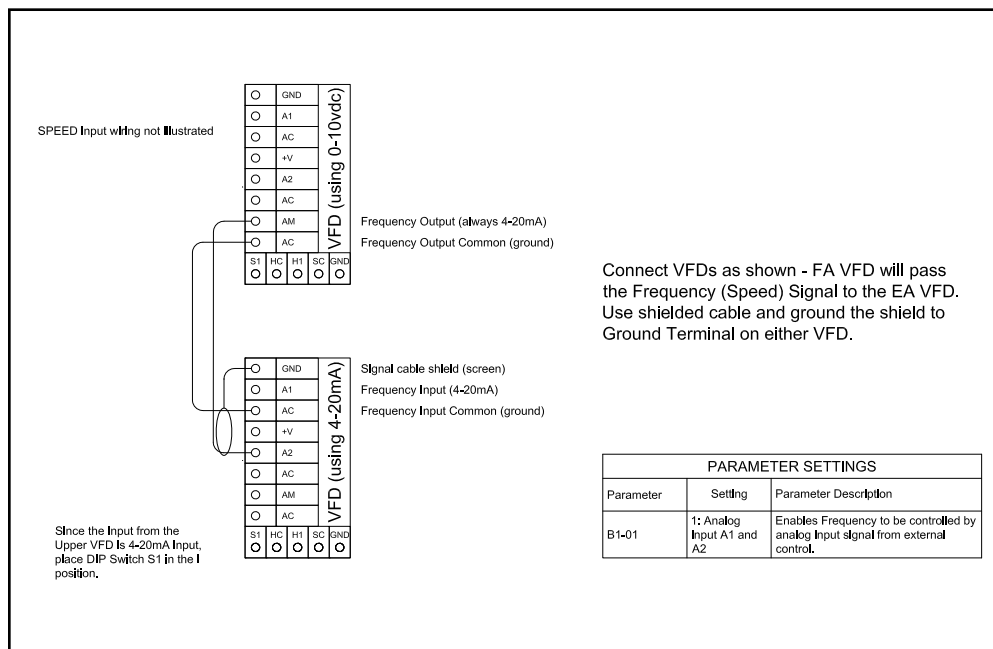 SPEED Input wiring not Illustrated
GND
A1
AC
+V
A2
AC
AM
AC
VFD (using 0-10vdc)
S1 HC H1 SC GND
Frequency Output (always 4-20mA)
Frequency Output Common (ground)
Connect VFDs as shown - FA VFD will pass
the Frequency (Speed) Signal to the EA VFD.
Use shielded cable and ground the shield to
Ground Terminal on either VFD.
GND
A1
AC
+V
A2
AC
AM
AC
VFD (using 4-20mA)
S1 HC H1 SC GND
Signal cable shield (screen)
Frequency Input (4-20mA)
Frequency Input Common (ground)
Since the Input from the
Upper VFD Is 4-20mA Input,
place DIP Switch S1 in the I
position.
PARAMETER SETTINGS
Parameter Setting Parameter Description
B1-01
1: Analog
Input A1 and
A2
Enables Frequency to be controlled by
analog Input signal from external
control.